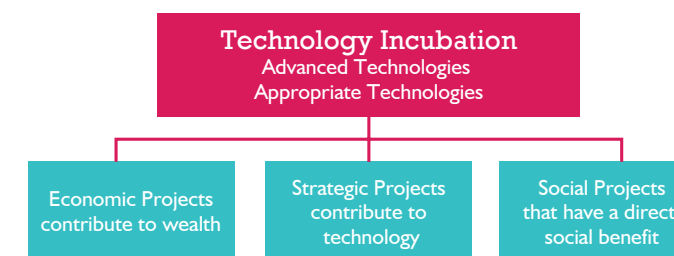 Technology Incubation
Advanced Technologies
Appropriate Technologies
Economic Projects
contribute to wealth
Strategic Projects
contribute to
technology
Social Projects
that have a direct
social benefit